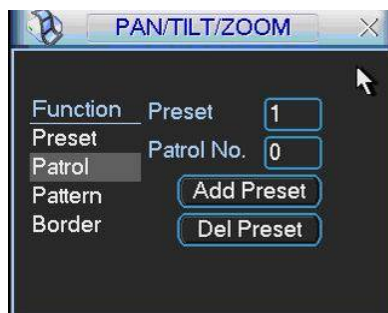 PAN/TILT/ZOOM
Function
Preset
Patrol
Pattern
Border
Preset 1
Patrol No. 0
Add Preset
Del Preset